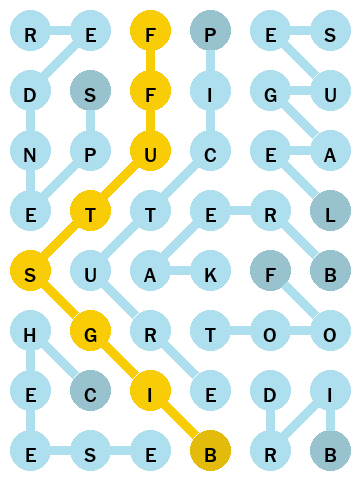 R E F P E S
D S F I G U
N P U C E A
E T T E R L
S U A K F B
H G R T O O
E C I E D I
E S E B R B